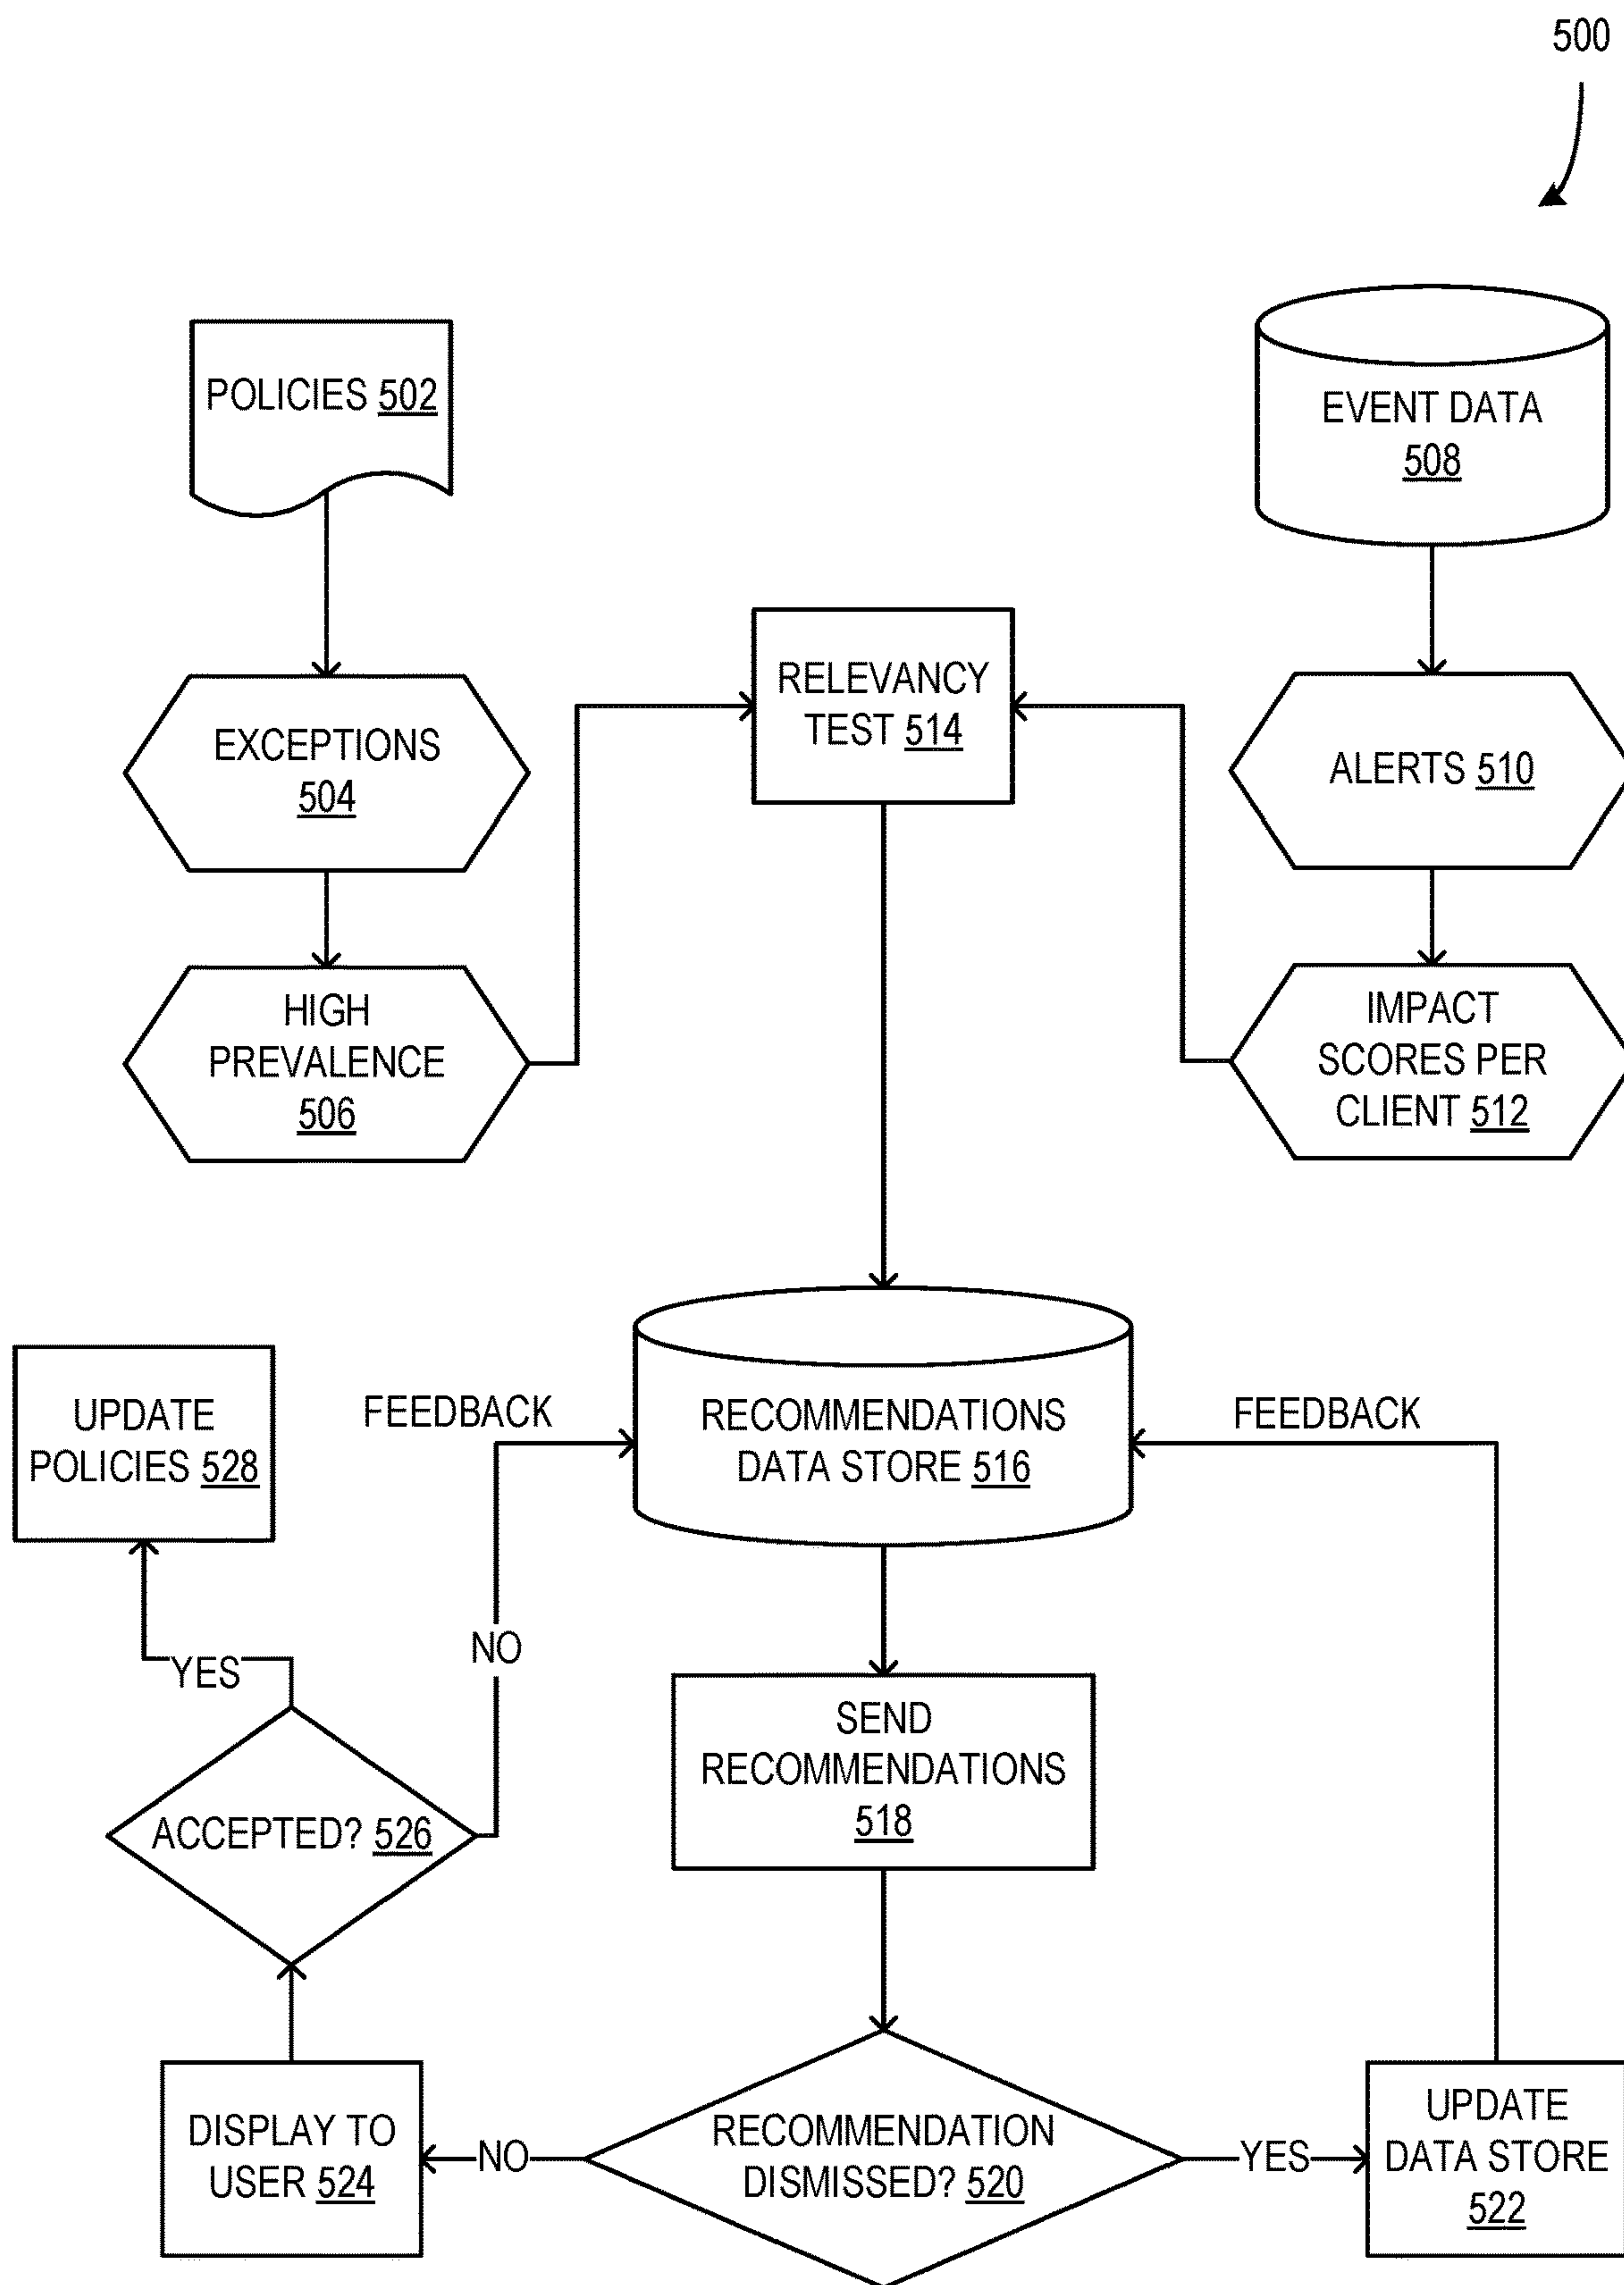 500
POLICIES 502
EVENT DATA
508
RELEVANCY
TEST 514
EXCEPTIONS
504
ALERTS 510
HIGH
PREVALENCE
506
IMPACT
SCORES PER
CLIENT 512
UPDATE
POLICIES 528
FEEDBACK
RECOMMENDATIONS
DATA STORE 516
FEEDBACK
YES
NO
SEND
RECOMMENDATIONS
518
ACCEPTED? 526
DISPLAY TO
USER 524
NO
RECOMMENDATION
DISMISSED? 520
YES
UPDATE
DATA STORE
522